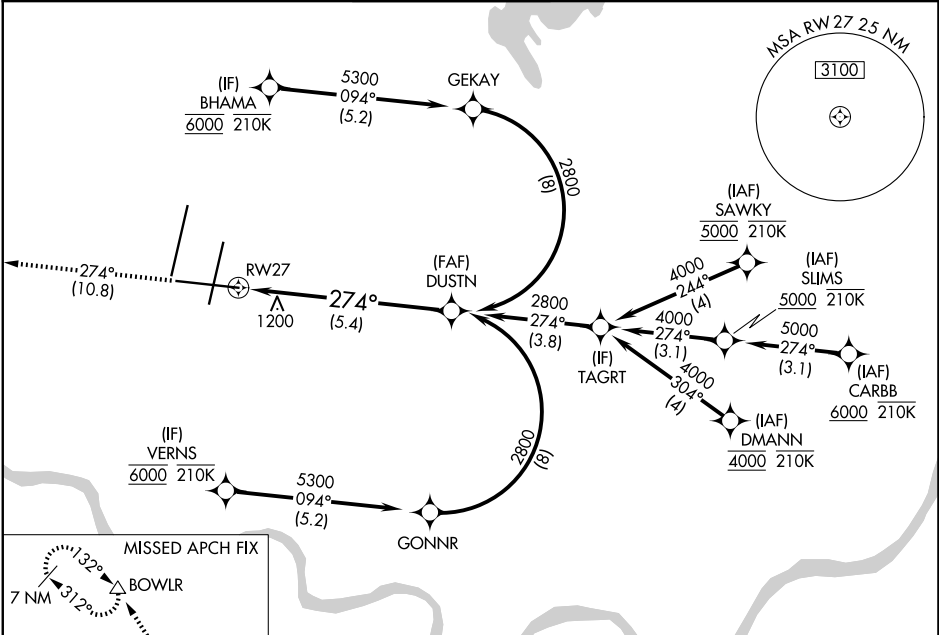 MSA RW27 25 NM
3100
(IF)
BHAMA
6000 210K
5300
094°
(5.2)
GEKAY
2800
(8)
(IAF)
SAWKY
5000 210K
4000
244°
(4)
(IAF)
SLIMS
5000 210K
274°
(10.8)
RW27
1200
274°
(5.4)
(FAF)
DUSTN
2800
274°
(3.8)
(IF)
TAGRT
4000
274°
(3.1)
5000
274°
(3.1)
(IAF)
CARBB
6000 210K
4000
304°
(4)
(IAF)
DMANN
4000 210K
(IF)
VERNS
6000 210K
5300
094°
(5.2)
GONNR
2800
(8)
MISSED APCH FIX
132°
BOWLR
7 NM
312°